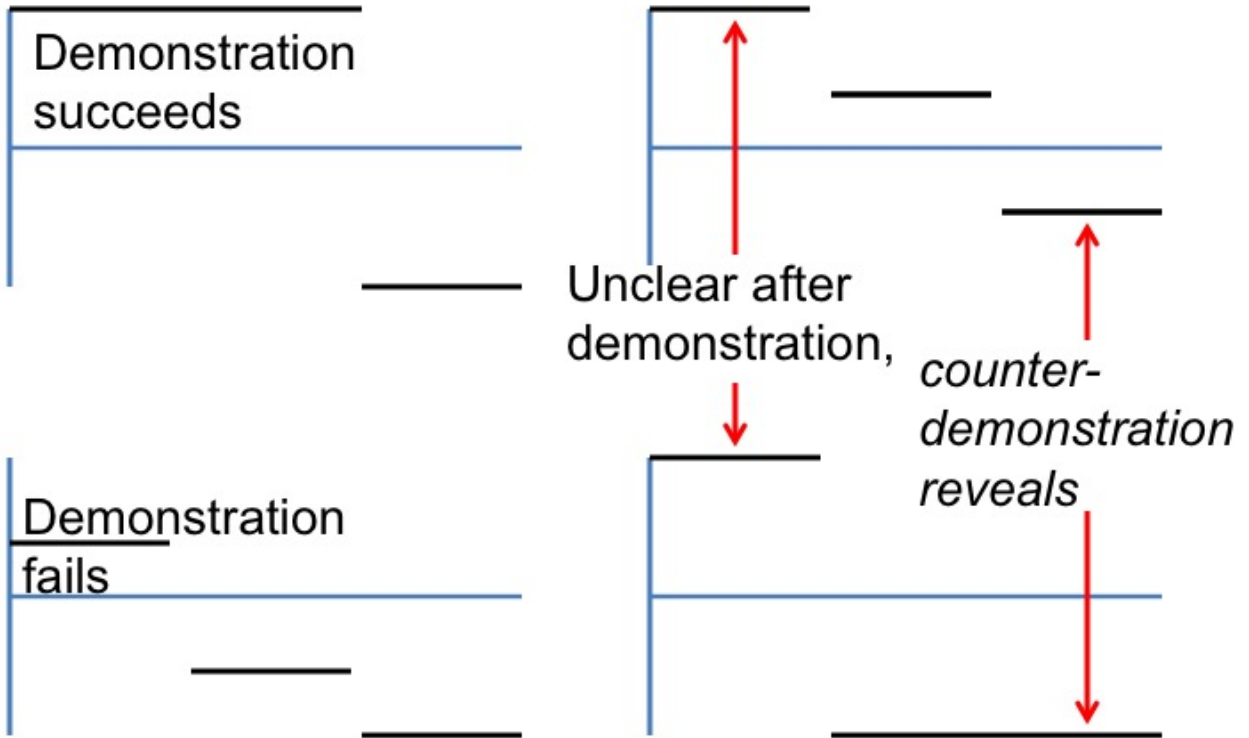 Demonstration
succeeds
Unclear after
demonstration,
counter-
demonstration
reveals
Demonstration
fails